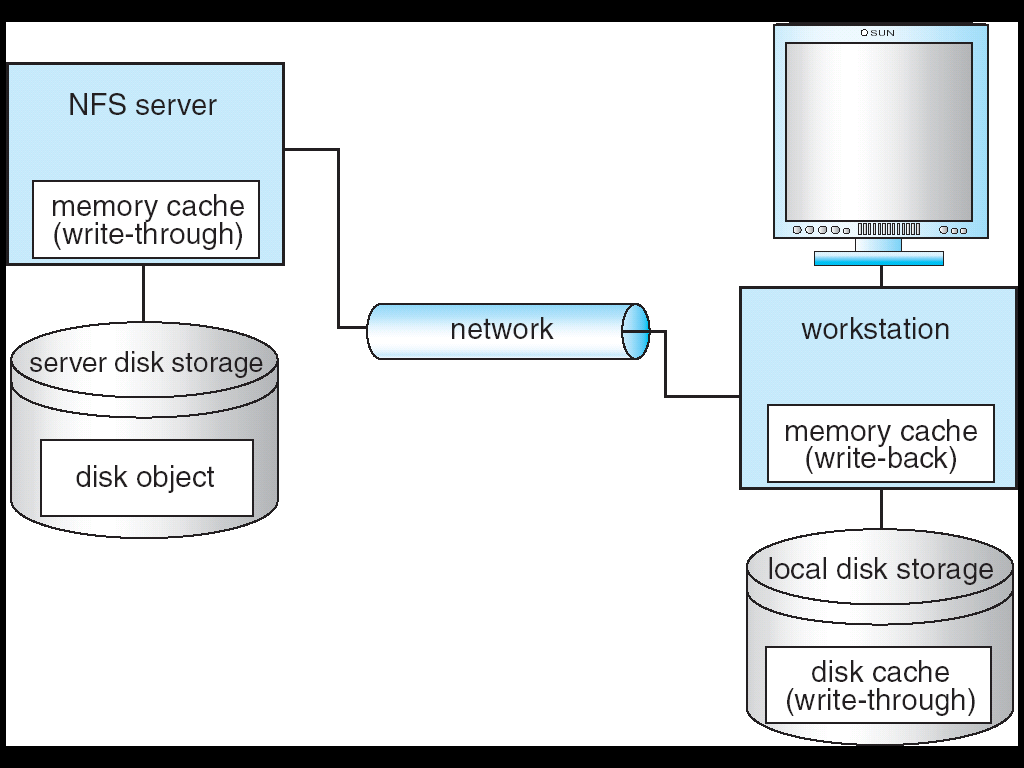 SUN
NFS server
memory cache
(write-through)
server disk storage
disk object
network
workstation
memory cache
(write-back)
local disk storage
disk cache
(write-through)